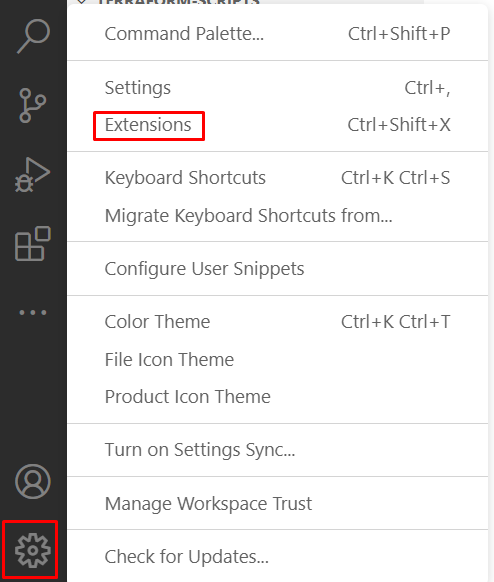 TERRAFORM-SCRIPTS
Command Palette... Ctrl+Shift+P
Settings Ctrl+,
Extensions Ctrl+Shift+X
Keyboard Shortcuts Ctrl+K Ctrl+S
Migrate Keyboard Shortcuts from...
Configure User Snippets
Color Theme Ctrl+K Ctrl+T
File Icon Theme
Product Icon Theme
Turn on Settings Sync...
Manage Workspace Trust
Check for Updates...